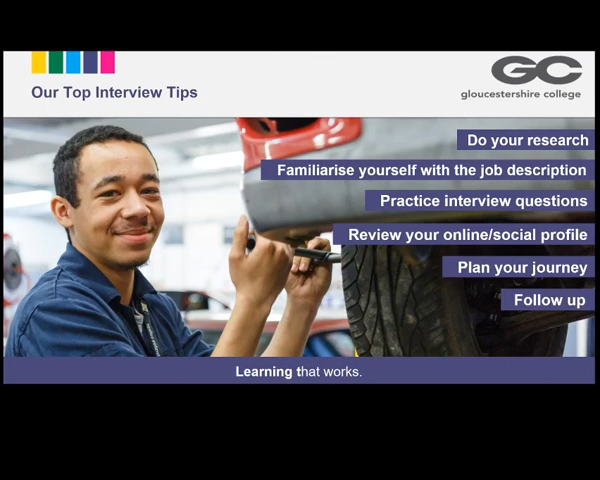 Our Top Interview Tips
GC
gloucestershire college
Do your research
Familiarise yourself with the job description
Practice interview questions
Review your online/social profile
Plan your journey
Follow up
Learning that works.